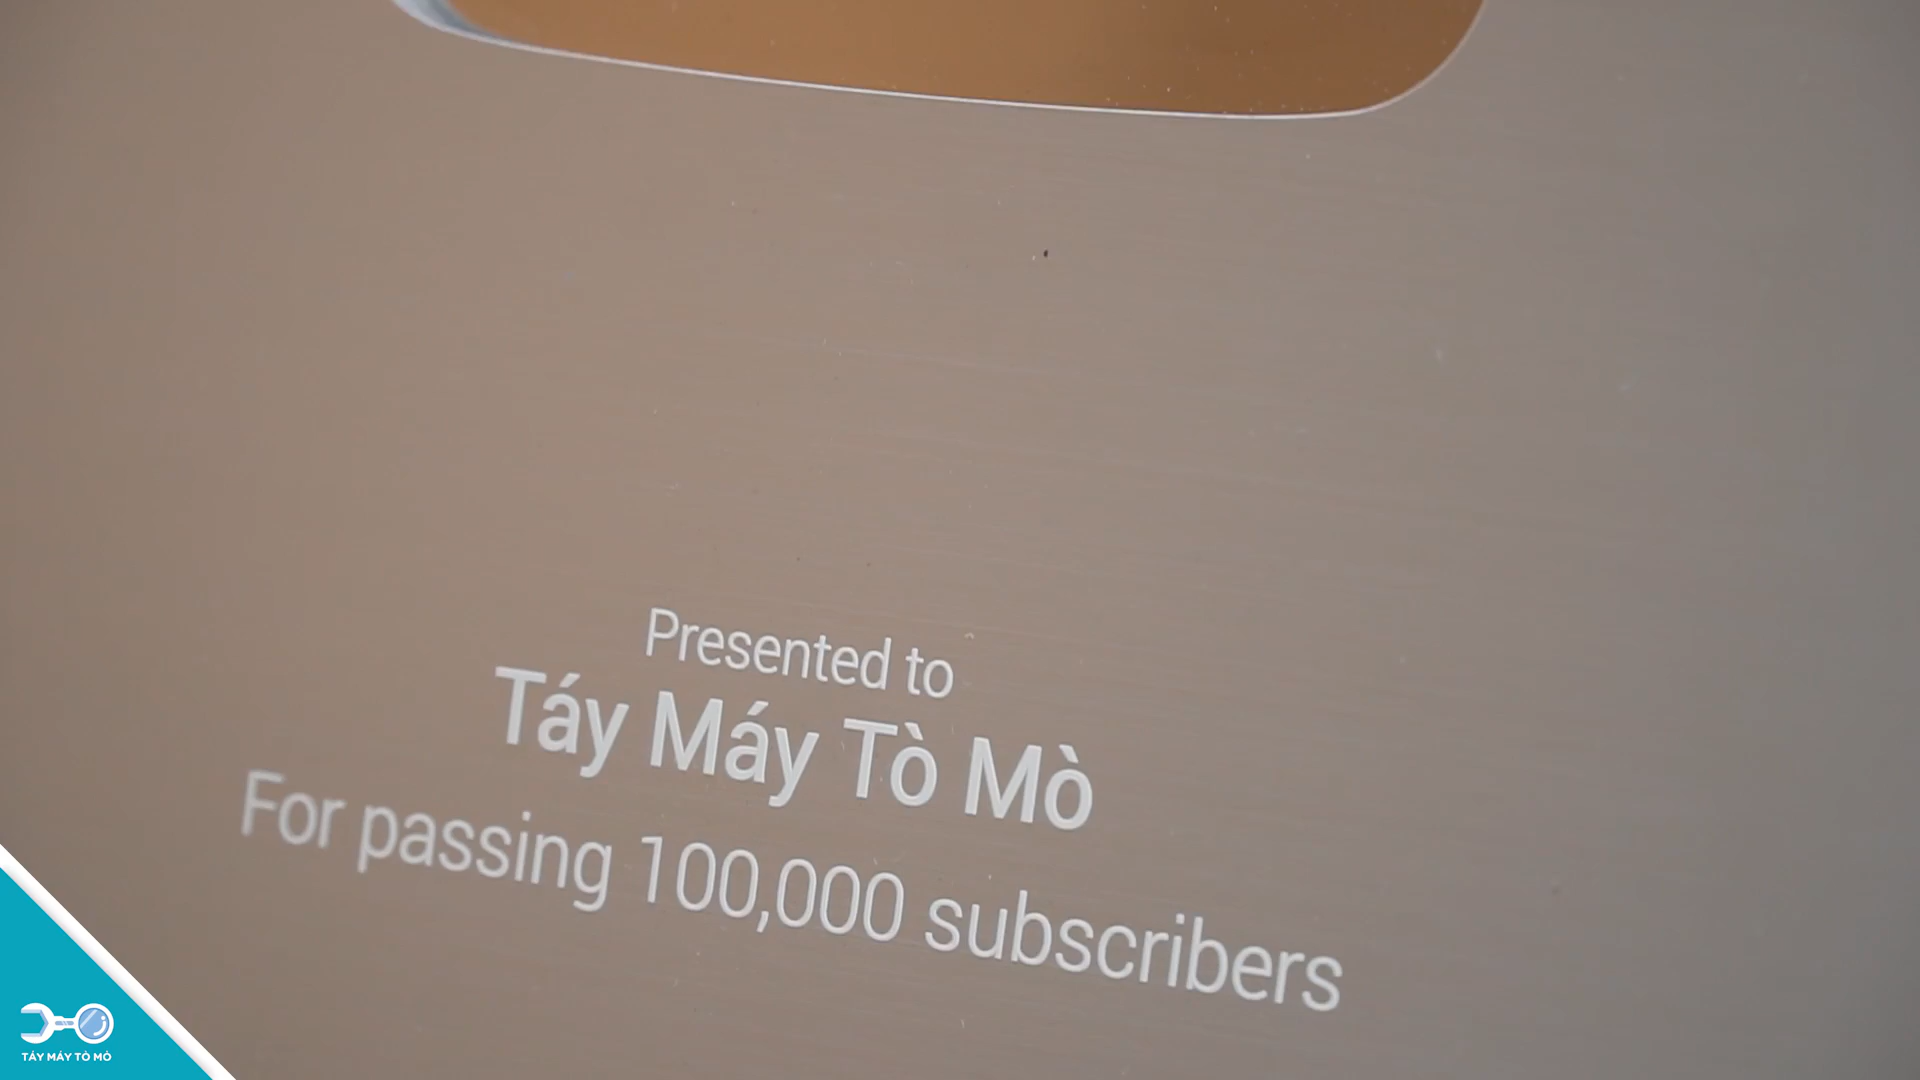 Presented to
Táy Máy Tò Mò
For passing 100,000 subscribers
TÁY MÁY TÒ MÒ